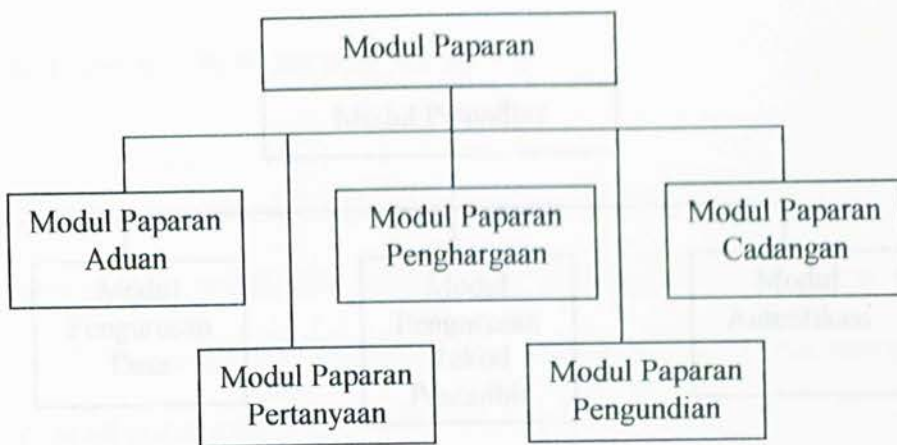 Modul Paparan
Modul Paparan
Aduan
Modul Paparan
Penghargaan
Modul Paparan
Cadangan
Modul Paparan
Pertanyaan
Modul Paparan
Pengundian